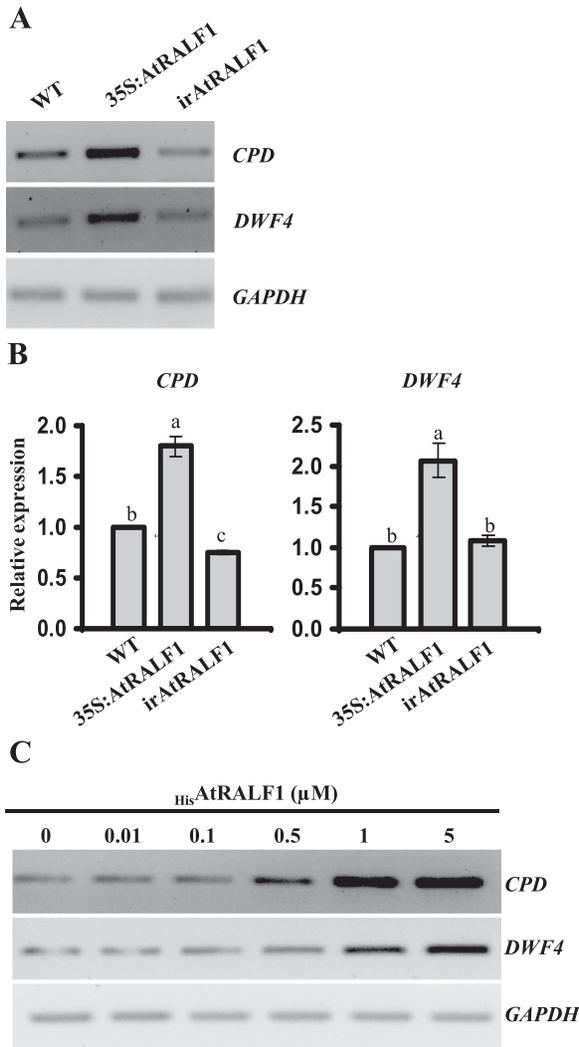 A
WT 35S:AtRALF1 irAtRALF1
CPD
DWF4
GAPDH
B
CPD DWF4
Relative expression
2.0 1.5 1.0 0.5 0.0
b a c
WT 35S:AtRALF1 irAtRALF1
2.5 2.0 1.5 1.0 0.5 0.0
b a b
WT 35S:AtRALF1 irAtRALF1
C
HisAtRALF1 (µM)
0 0.01 0.1 0.5 1 5
CPD
DWF4
GAPDH